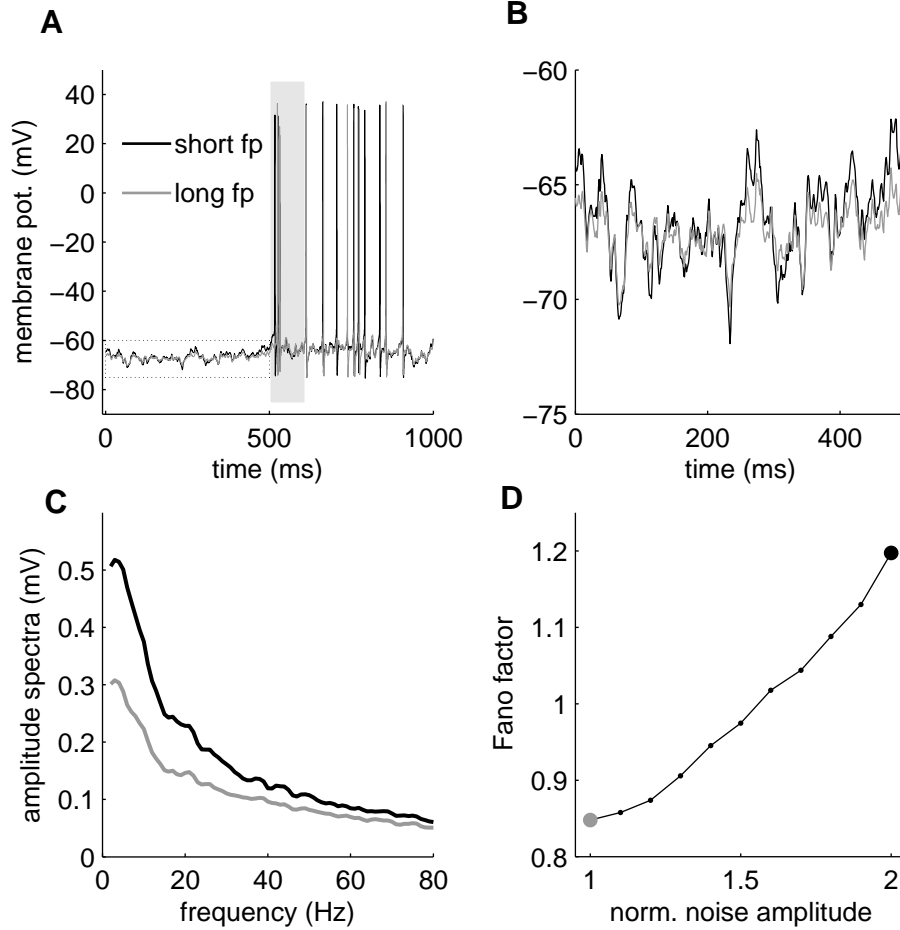 A
membrane pot. (mV)
40
20
0
−20
−40
−60
−80
short fp
long fp
0
500
1000
time (ms)
B
−60
−65
−70
−75
0
200
400
time (ms)
C
amplitude spectra (mV)
0.5
0.4
0.3
0.2
0.1
0
0
20
40
60
80
frequency (Hz)
D
Fano factor
1.2
1.1
1
0.9
0.8
1
1.5
2
norm. noise amplitude